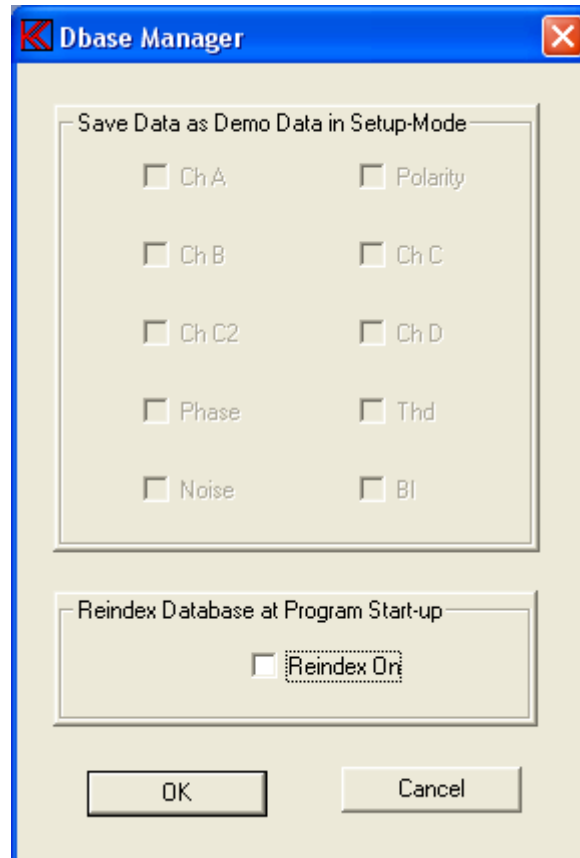 Dbase Manager
Save Data as Demo Data in Setup-Mode
Ch A Polarity
Ch B Ch C
Ch C2 Ch D
Phase Thd
Noise Bl
Reindex Database at Program Start-up
Reindex On
OK Cancel